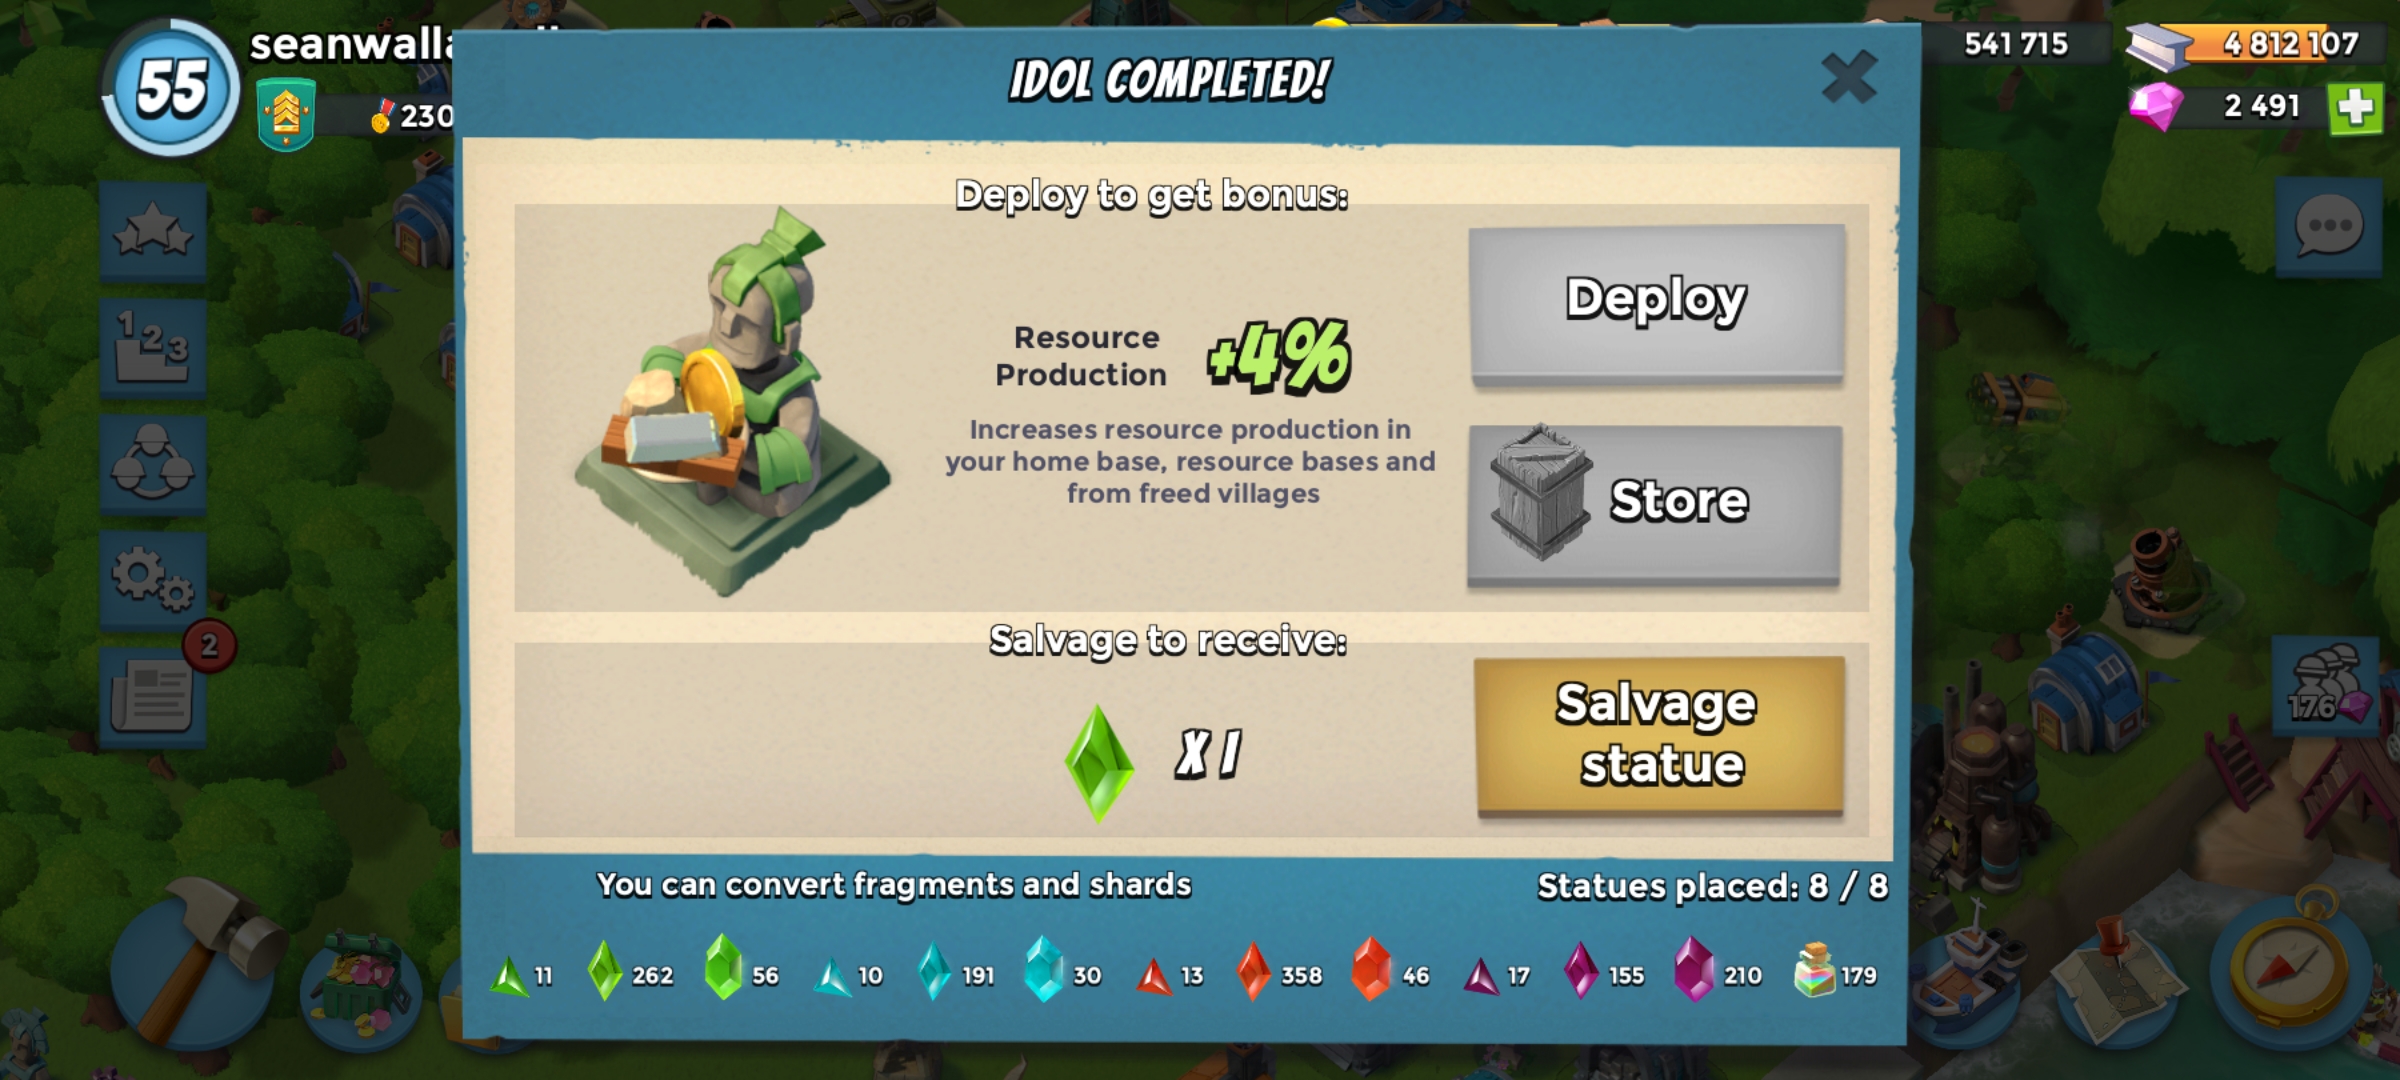 55
230
IDOL COMPLETED!
541 715
4 812 107
2 491
Deploy to get bonus:
Resource
Production
+4%
Increases resource production in
your home base, resource bases and
from freed villages
Deploy
Store
1 2 3
2
Salvage to receive:
X 1
Salvage
statue
176
You can convert fragments and shards
Statues placed: 8 / 8
11 262 56 10 191 30 13 358 46 17 155 210 179